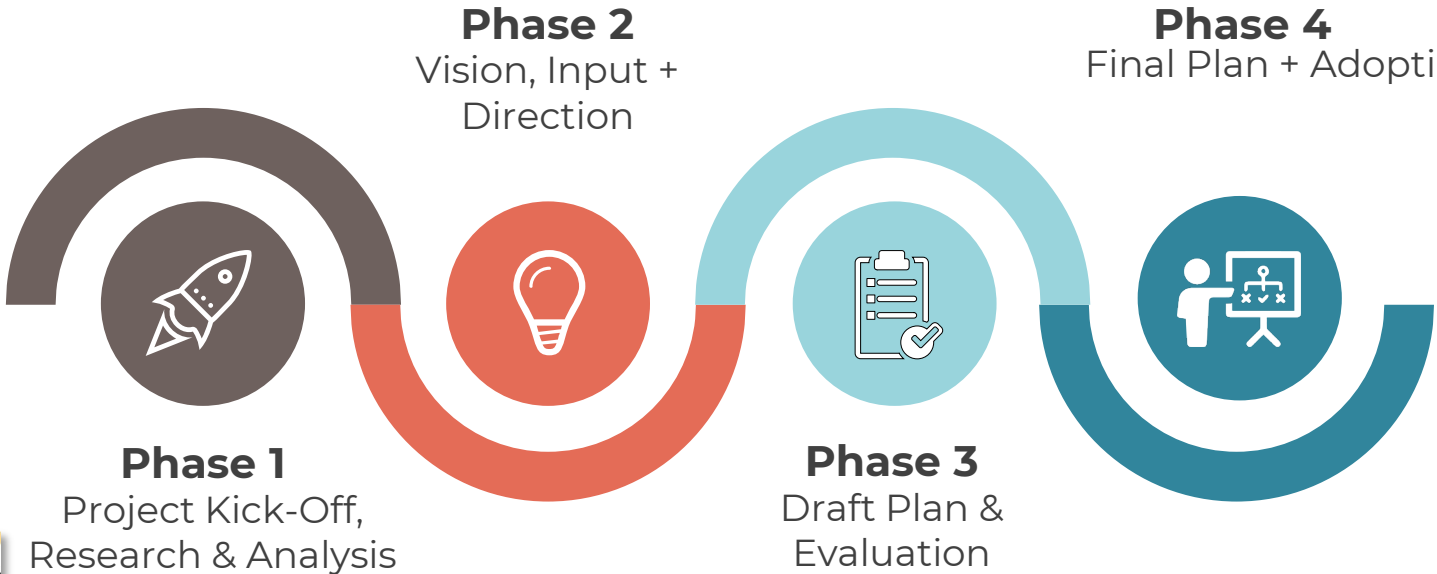 Phase 1
Project Kick-Off,
Research & Analysis
Phase 2
Vision, Input +
Direction
Phase 3
Draft Plan &
Evaluation
Phase 4
Final Plan + Adopti